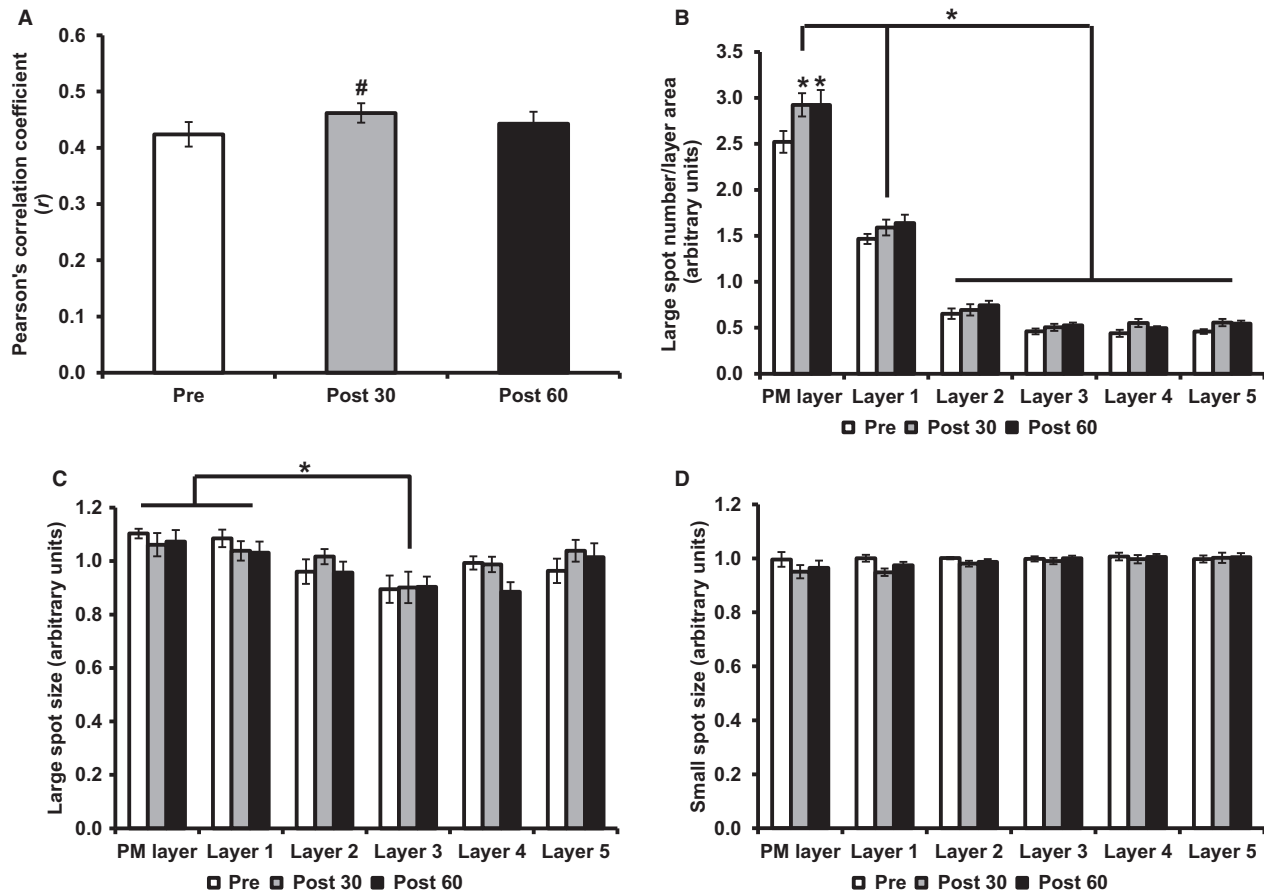 A
Pearson's correlation coefficient
(r)
0.6
0.5
0.4
0.3
0.2
0.1
0.0
#
Pre
Post 30
Post 60
B
Large spot number/layer area
(arbitrary units)
3.5
3.0
2.5
2.0
1.5
1.0
0.5
0.0
*
* *
PM layer Layer 1 Layer 2 Layer 3 Layer 4 Layer 5
Pre Post 30 Post 60
C
Large spot size (arbitrary units)
1.2
1.0
0.8
0.6
0.4
0.2
0.0
*
PM layer Layer 1 Layer 2 Layer 3 Layer 4 Layer 5
Pre Post 30 Post 60
D
Small spot size (arbitrary units)
1.2
1.0
0.8
0.6
0.4
0.2
0.0
PM layer Layer 1 Layer 2 Layer 3 Layer 4 Layer 5
Pre Post 30 Post 60